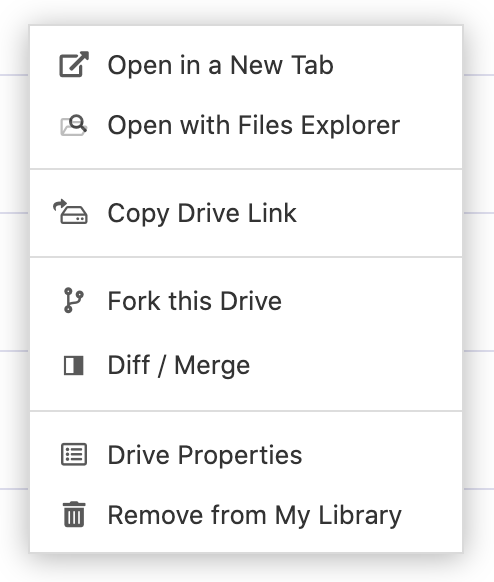 Open in a New Tab
Open with Files Explorer
Copy Drive Link
Fork this Drive
Diff / Merge
Drive Properties
Remove from My Library